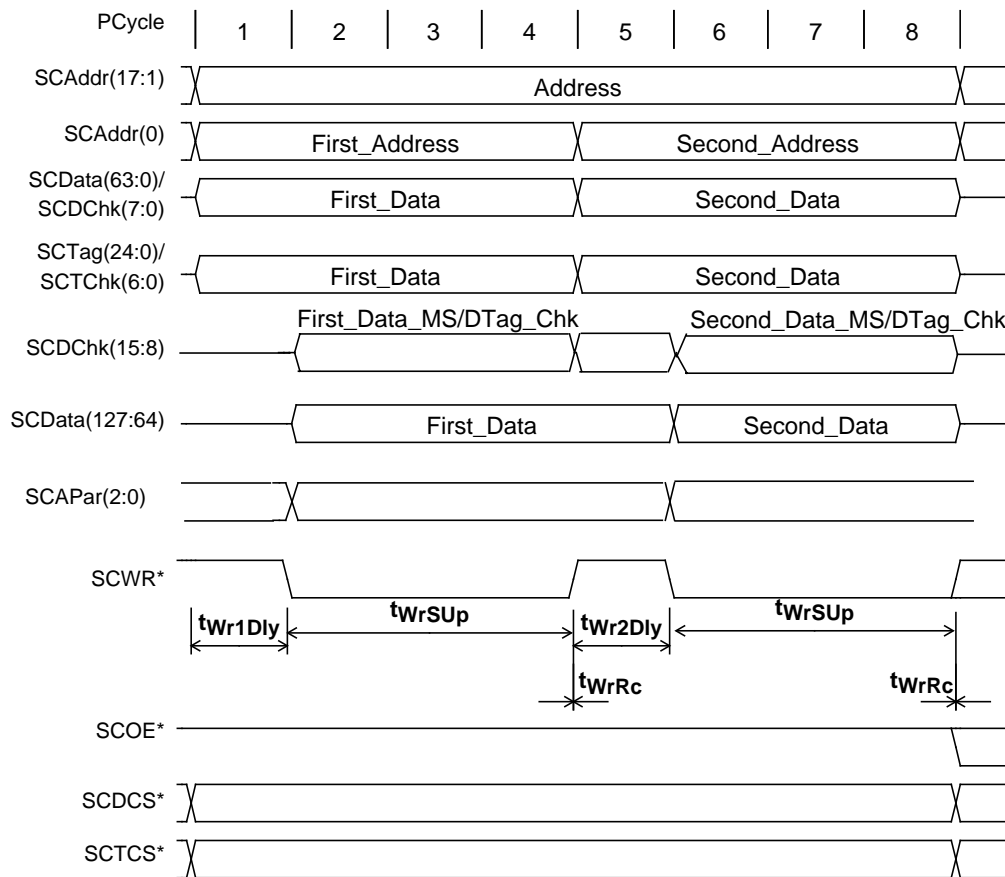 PCycle 1 2 3 4 5 6 7 8
SCAddr(17:1) Address
SCAddr(0) First_Address Second_Address
SCData(63:0)/
SCDChk(7:0) First_Data Second_Data
SCTag(24:0)/
SCTChk(6:0) First_Data Second_Data
First_Data_MS/DTag_Chk Second_Data_MS/DTag_Chk
SCDChk(15:8)
SCData(127:64) First_Data Second_Data
SCAPar(2:0)
SCWR*
tWr1Dly tWrSUp tWr2Dly tWrSUp
tWrRc tWrRc
SCOE*
SCDCS*
SCTCS*